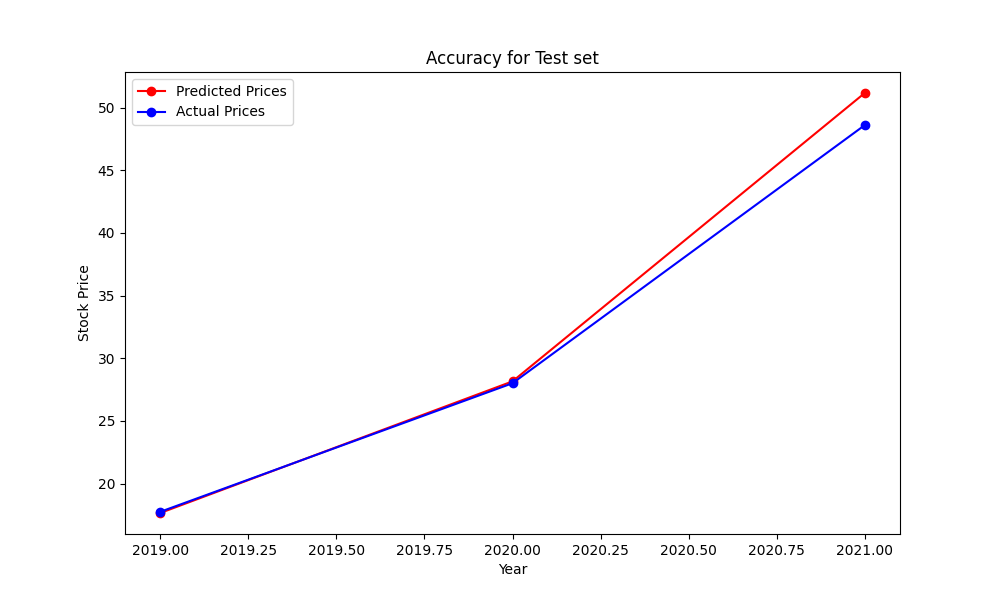 Accuracy for Test set
Predicted Prices
Actual Prices
50
45
40
35
30
25
20
Stock Price
2019.00 2019.25 2019.50 2019.75 2020.00 2020.25 2020.50 2020.75 2021.00
Year